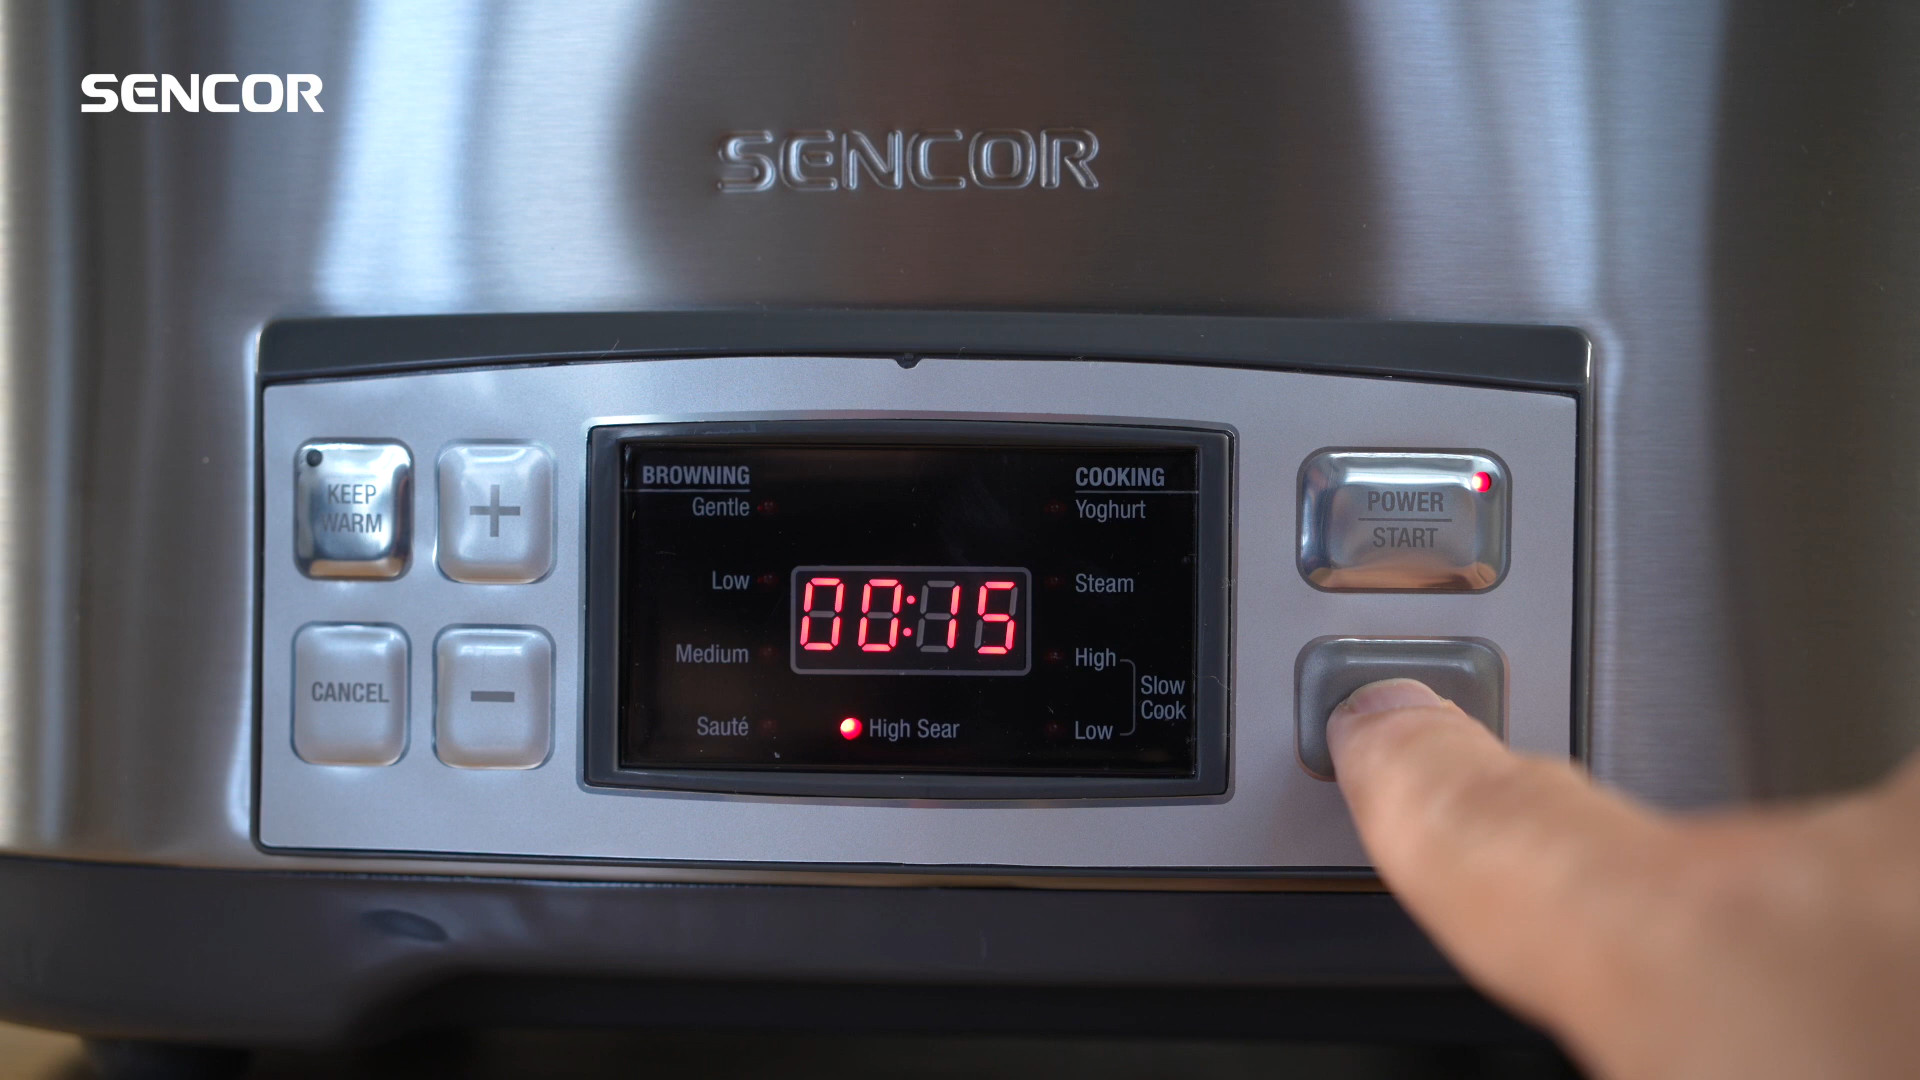 SENCOR
SENCOR
KEEP
WARM
+
CANCEL
−
BROWNING
Gentle
Low
Medium
Sauté
00:15
High Sear
COOKING
Yoghurt
Steam
High
Low
Slow
Cook
POWER
START